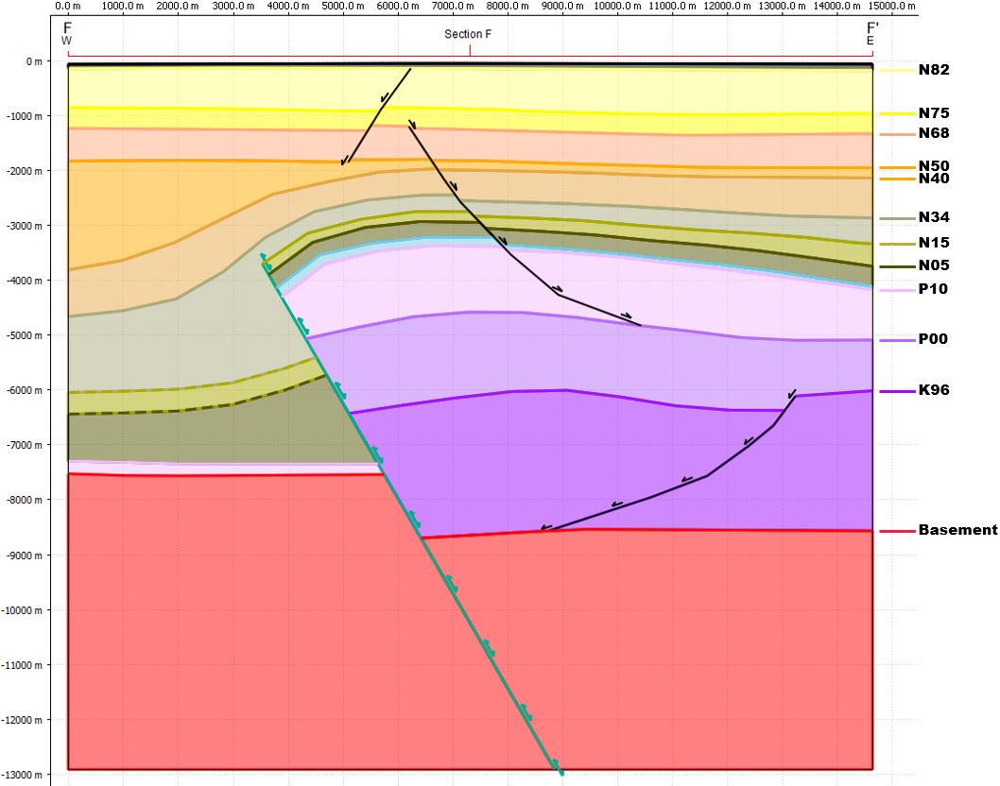 0.0 m 1000.0 m 2000.0 m 3000.0 m 4000.0 m 5000.0 m 6000.0 m 7000.0 m 8000.0 m 9000.0 m 10000.0 m 11000.0 m 12000.0 m 13000.0 m 14000.0 m 15000.0 m
F Section F F'
W E
0 m
N82
-1000 m N75
N68
-2000 m N50
N40
-3000 m N34
N15
N05
-4000 m P10
-5000 m P00
-6000 m K96
-7000 m
-8000 m
Basement
-9000 m
-10000 m
-11000 m
-12000 m
-13000 m